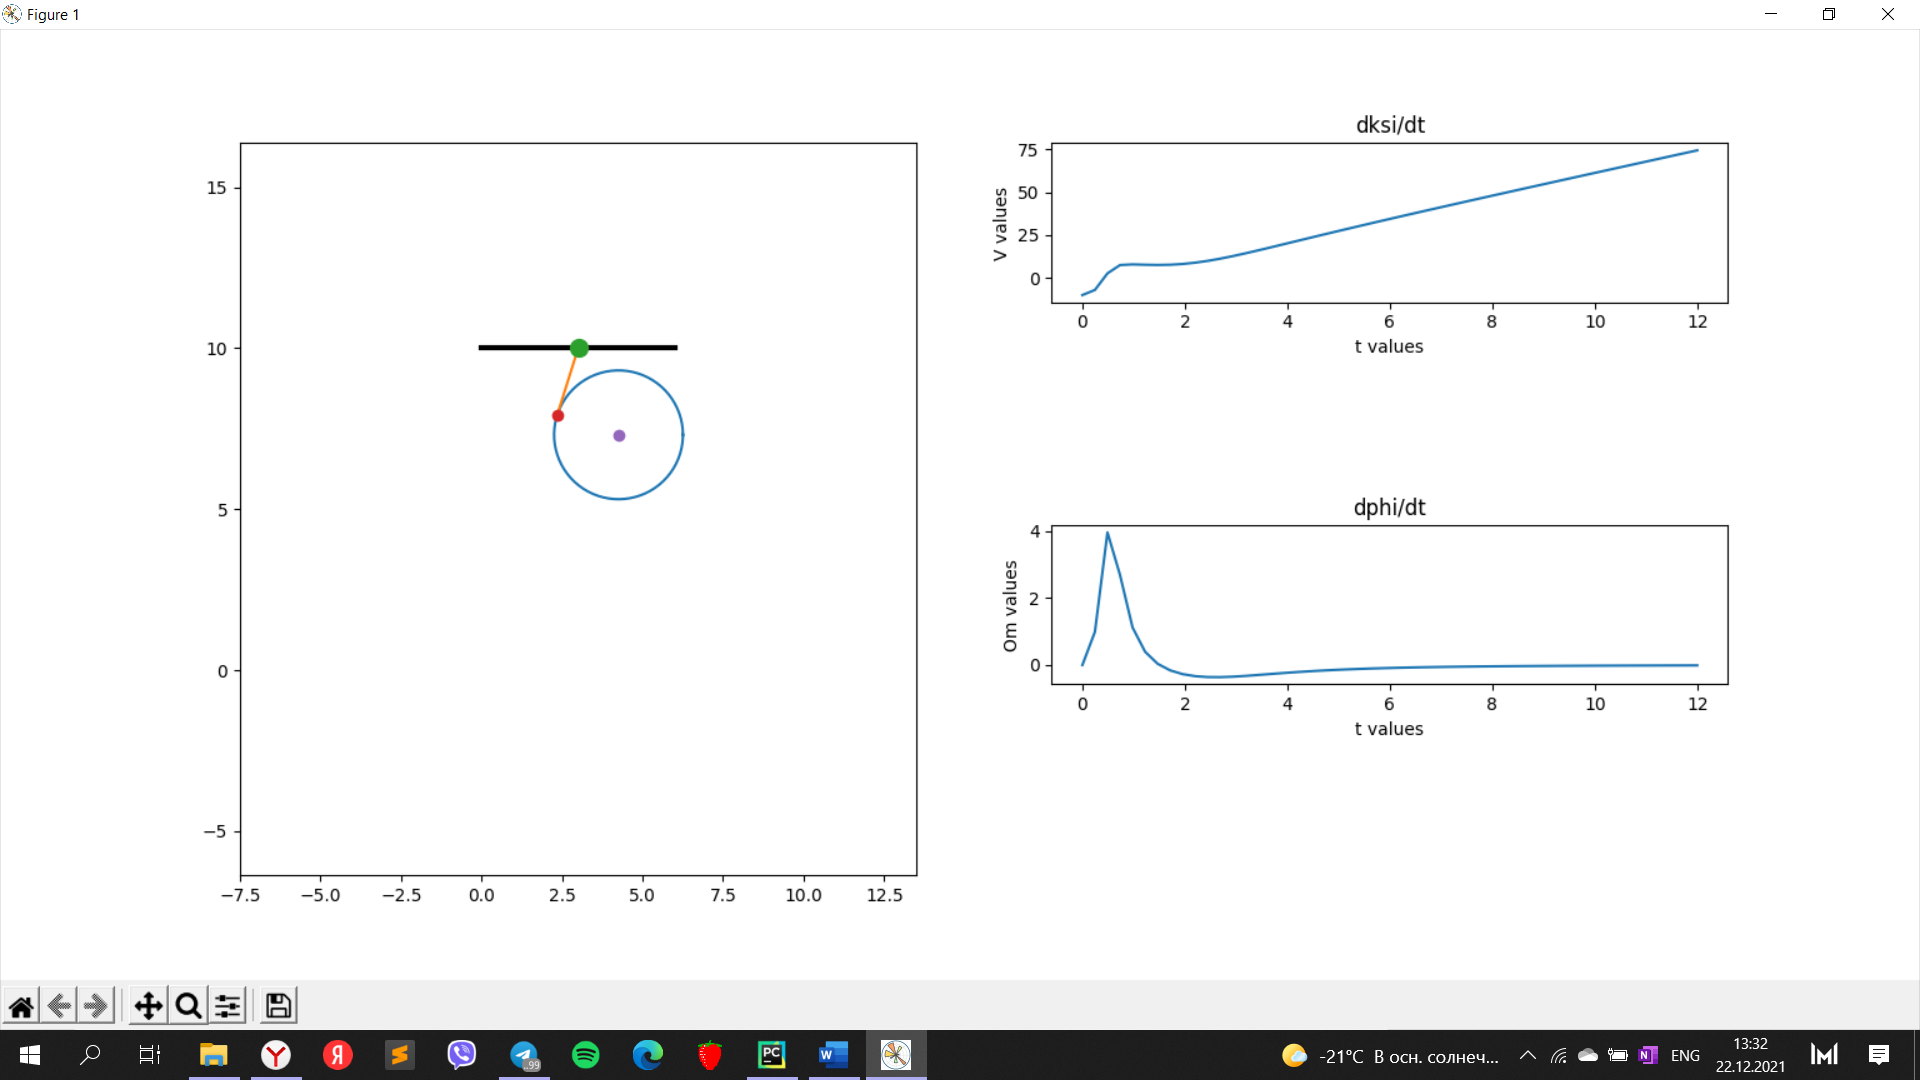 Figure 1
15
10
5
0
−5
−7.5 −5.0 −2.5 0.0 2.5 5.0 7.5 10.0 12.5
dksi/dt
V values
75
50
25
0
0 2 4 6 8 10 12
t values
dphi/dt
Om values
4
2
0
0 2 4 6 8 10 12
t values
Y
Я
.99
PC
W
-21°C В осн. солнеч...
N
ENG
13:32
22.12.2021